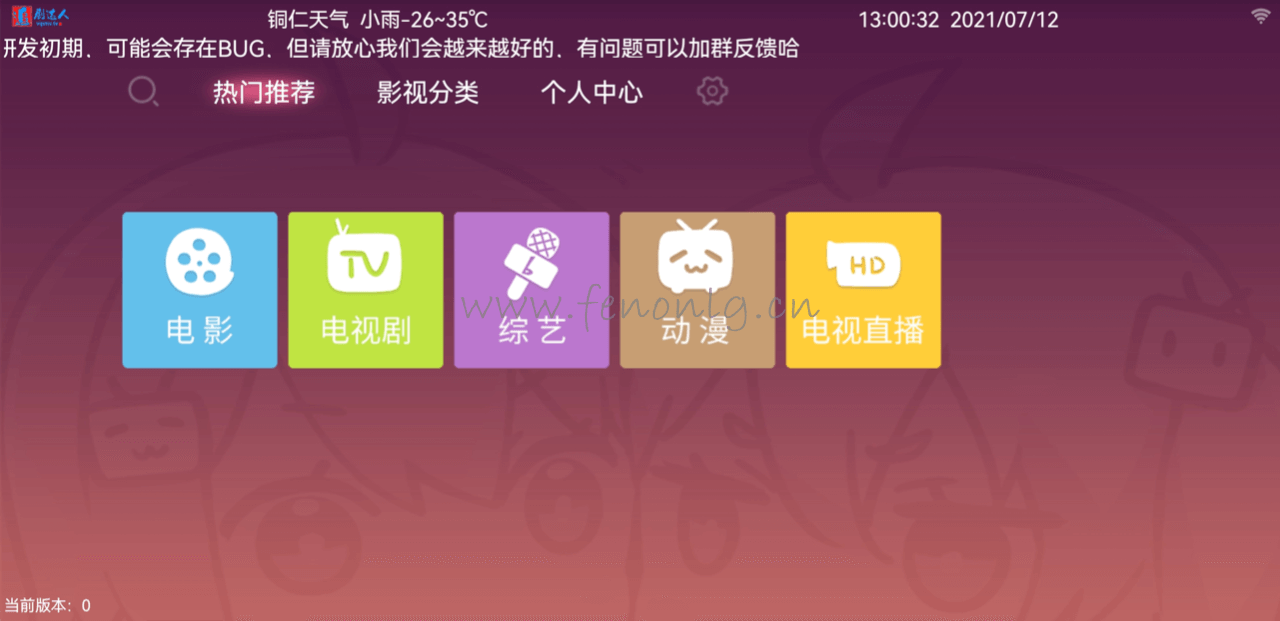 剧达人
铜仁天气 小雨-26~35℃
13:00:32 2021/07/12
开发初期，可能会存在BUG，但请放心我们会越来越好的，有问题可以加群反馈哈
热门推荐
影视分类
个人中心
TV
HD
电影
电视剧
综艺
动漫
电视直播
www.fenonlg.cn
当前版本：0